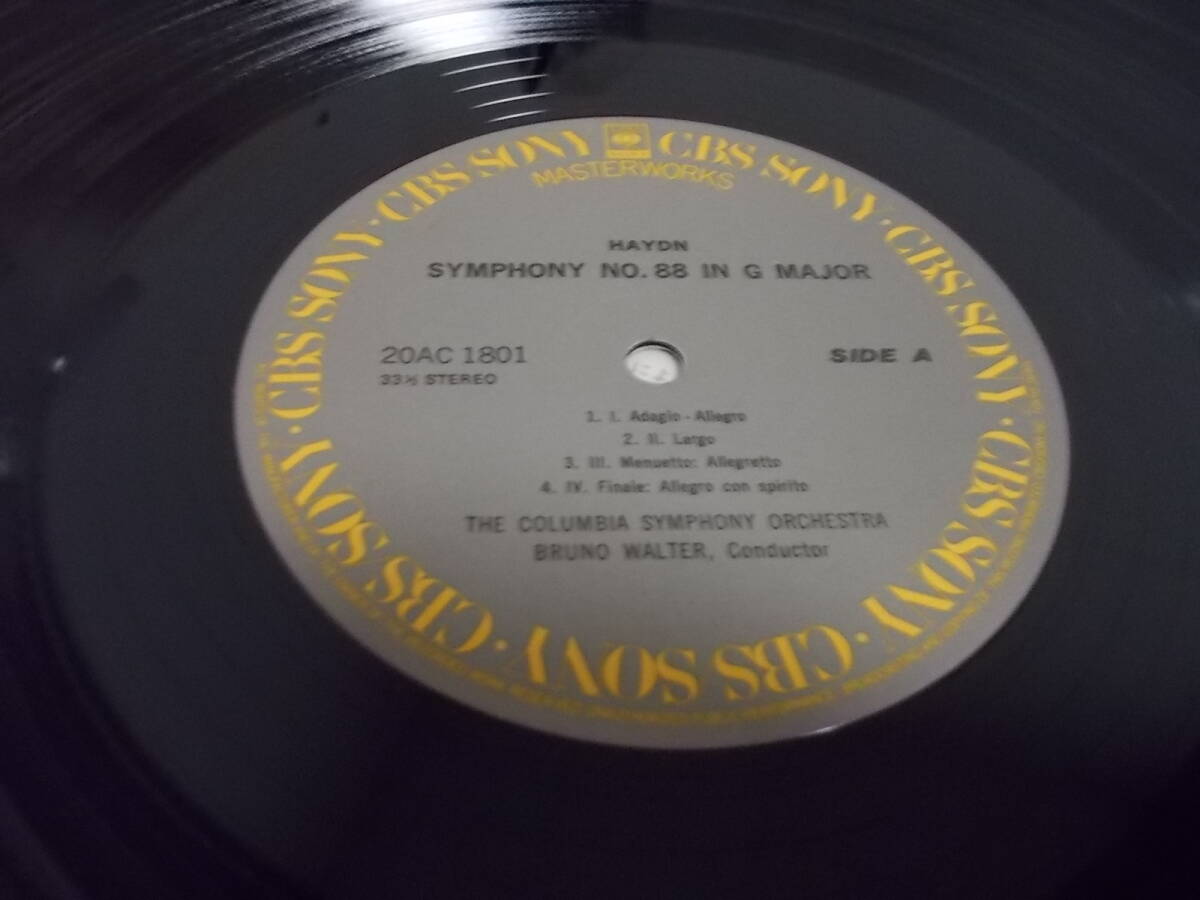 CBS SONY · CBS SONY · CBS SONY · CBS SONY · CBS SONY · CBS SONY · CBS SONY · CBS SONY · CBS SONY
MASTERWORKS
HAYDN
SYMPHONY NO. 88 IN G MAJOR
20AC 1801
SIDE A
33⅓ STEREO
1. I. Adagio - Allegro
2. II. Largo
3. III. Menuetto: Allegretto
4. IV. Finale: Allegro con spirito
THE COLUMBIA SYMPHONY ORCHESTRA
BRUNO WALTER, Conductor